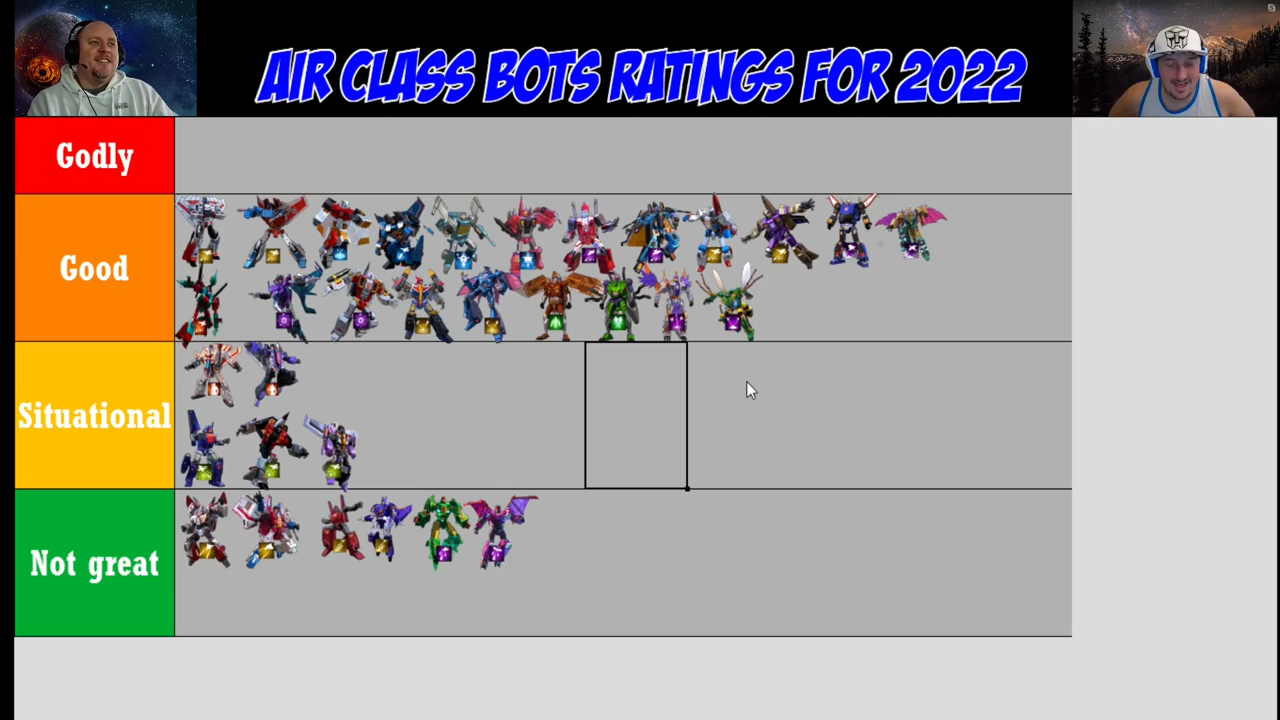 AIR CLASS BOTS RATINGS FOR 2022
Godly
Good
Situational
Not great